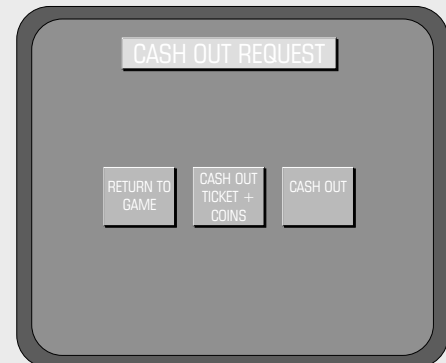 CASH OUT REQUEST
RETURN TO
GAME
CASH OUT
TICKET +
COINS
CASH OUT